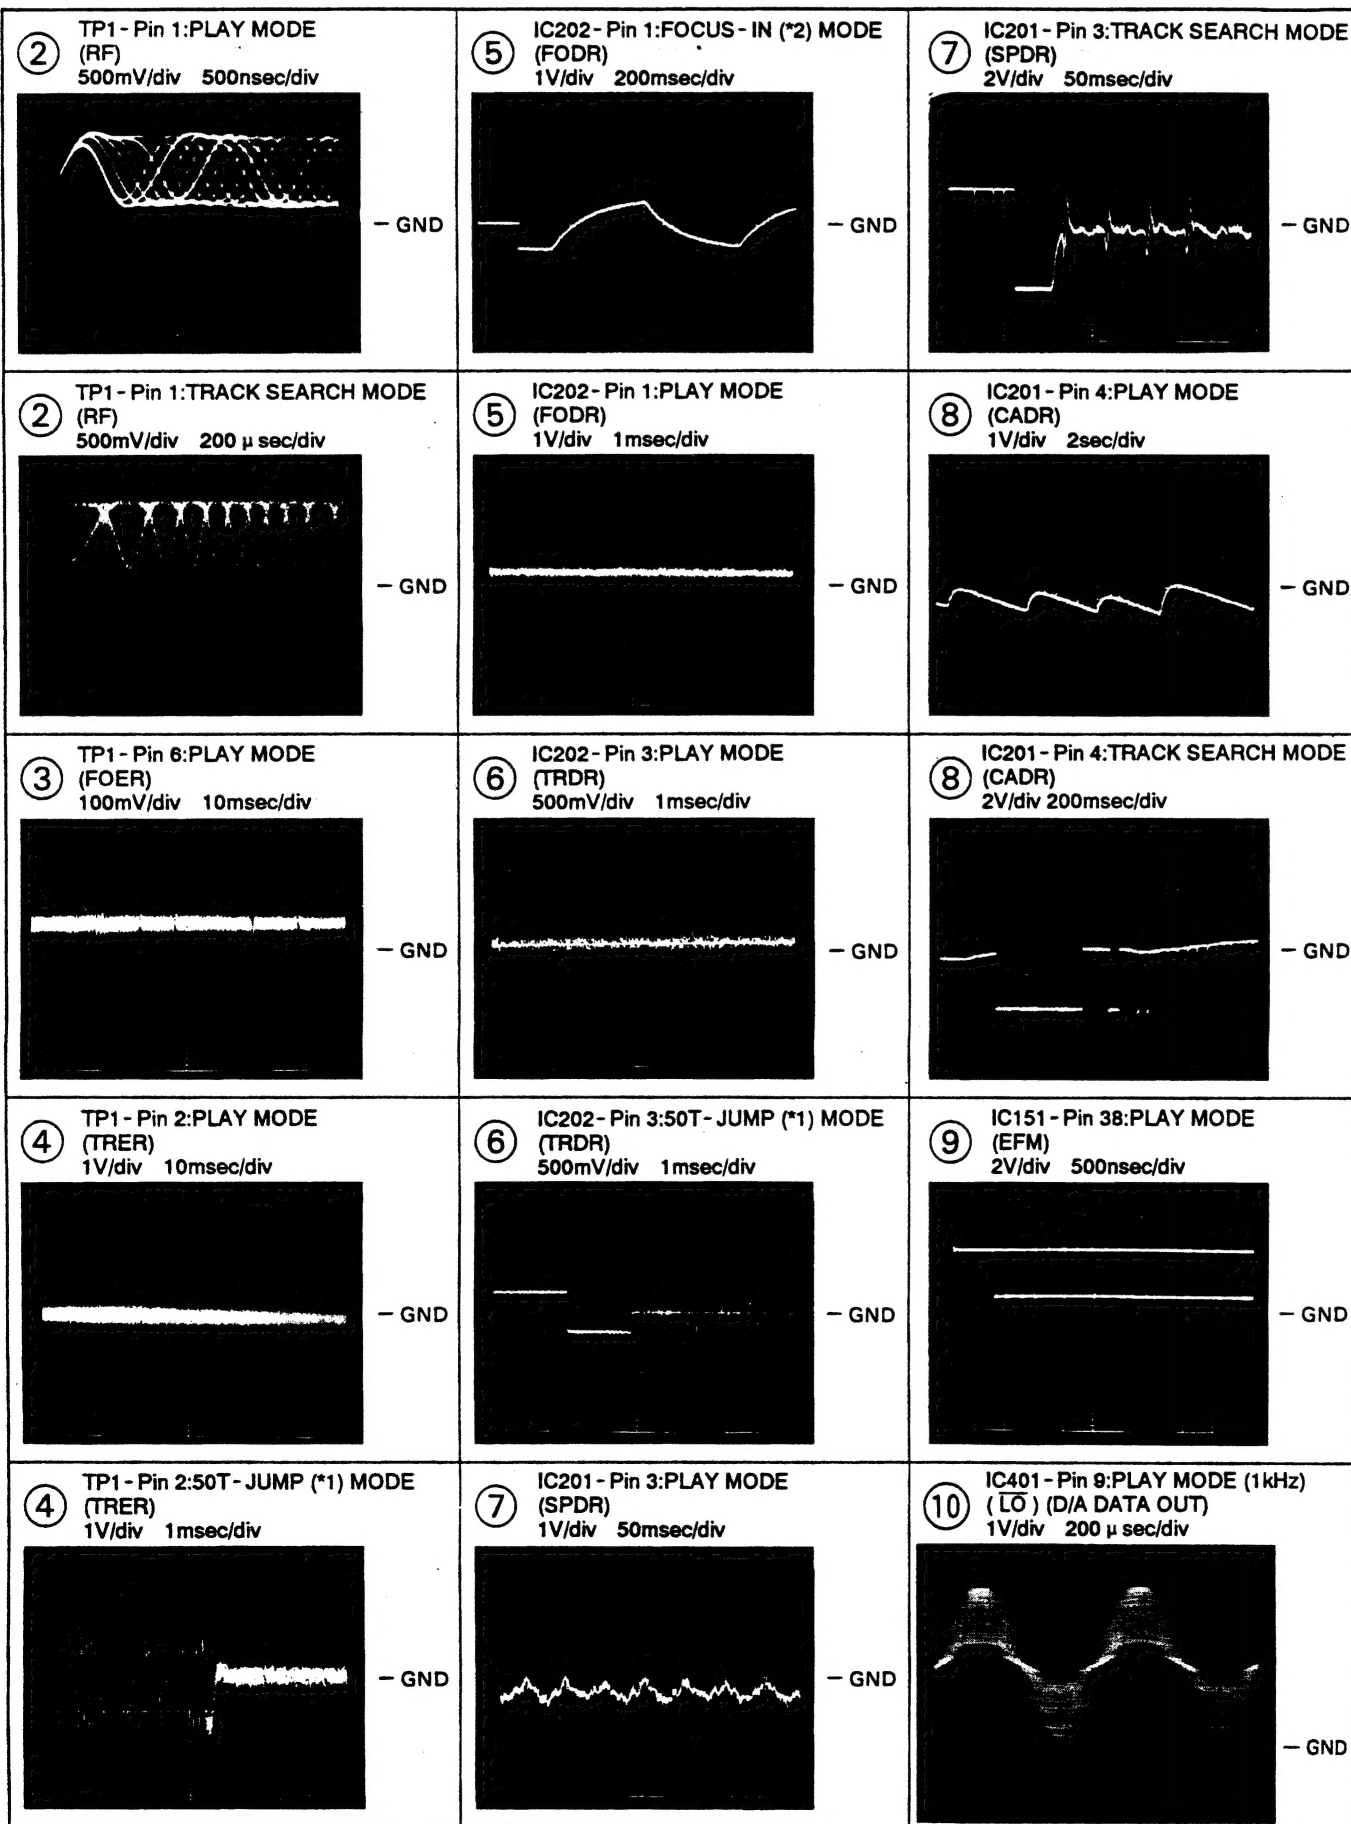 ② TP1 - Pin 1:PLAY MODE
(RF)
500mV/div 500nsec/div
– GND
② TP1 - Pin 1:TRACK SEARCH MODE
(RF)
500mV/div 200 μ sec/div
– GND
③ TP1 - Pin 6:PLAY MODE
(FOER)
100mV/div 10msec/div
– GND
④ TP1 - Pin 2:PLAY MODE
(TRER)
1V/div 10msec/div
– GND
④ TP1 - Pin 2:50T - JUMP (*1) MODE
(TRER)
1V/div 1msec/div
– GND
⑤ IC202 - Pin 1:FOCUS - IN (*2) MODE
(FODR)
1V/div 200msec/div
– GND
⑤ IC202 - Pin 1:PLAY MODE
(FODR)
1V/div 1msec/div
– GND
⑥ IC202 - Pin 3:PLAY MODE
(TRDR)
500mV/div 1msec/div
– GND
⑥ IC202 - Pin 3:50T - JUMP (*1) MODE
(TRDR)
500mV/div 1msec/div
– GND
⑦ IC201 - Pin 3:PLAY MODE
(SPDR)
1V/div 50msec/div
– GND
⑦ IC201 - Pin 3:TRACK SEARCH MODE
(SPDR)
2V/div 50msec/div
– GND
⑧ IC201 - Pin 4:PLAY MODE
(CADR)
1V/div 2sec/div
– GND
⑧ IC201 - Pin 4:TRACK SEARCH MODE
(CADR)
2V/div 200msec/div
– GND
⑨ IC151 - Pin 38:PLAY MODE
(EFM)
2V/div 500nsec/div
– GND
⑩ IC401 - Pin 9:PLAY MODE (1kHz)
( L̅O̅ ) (D/A DATA OUT)
1V/div 200 μ sec/div
– GND